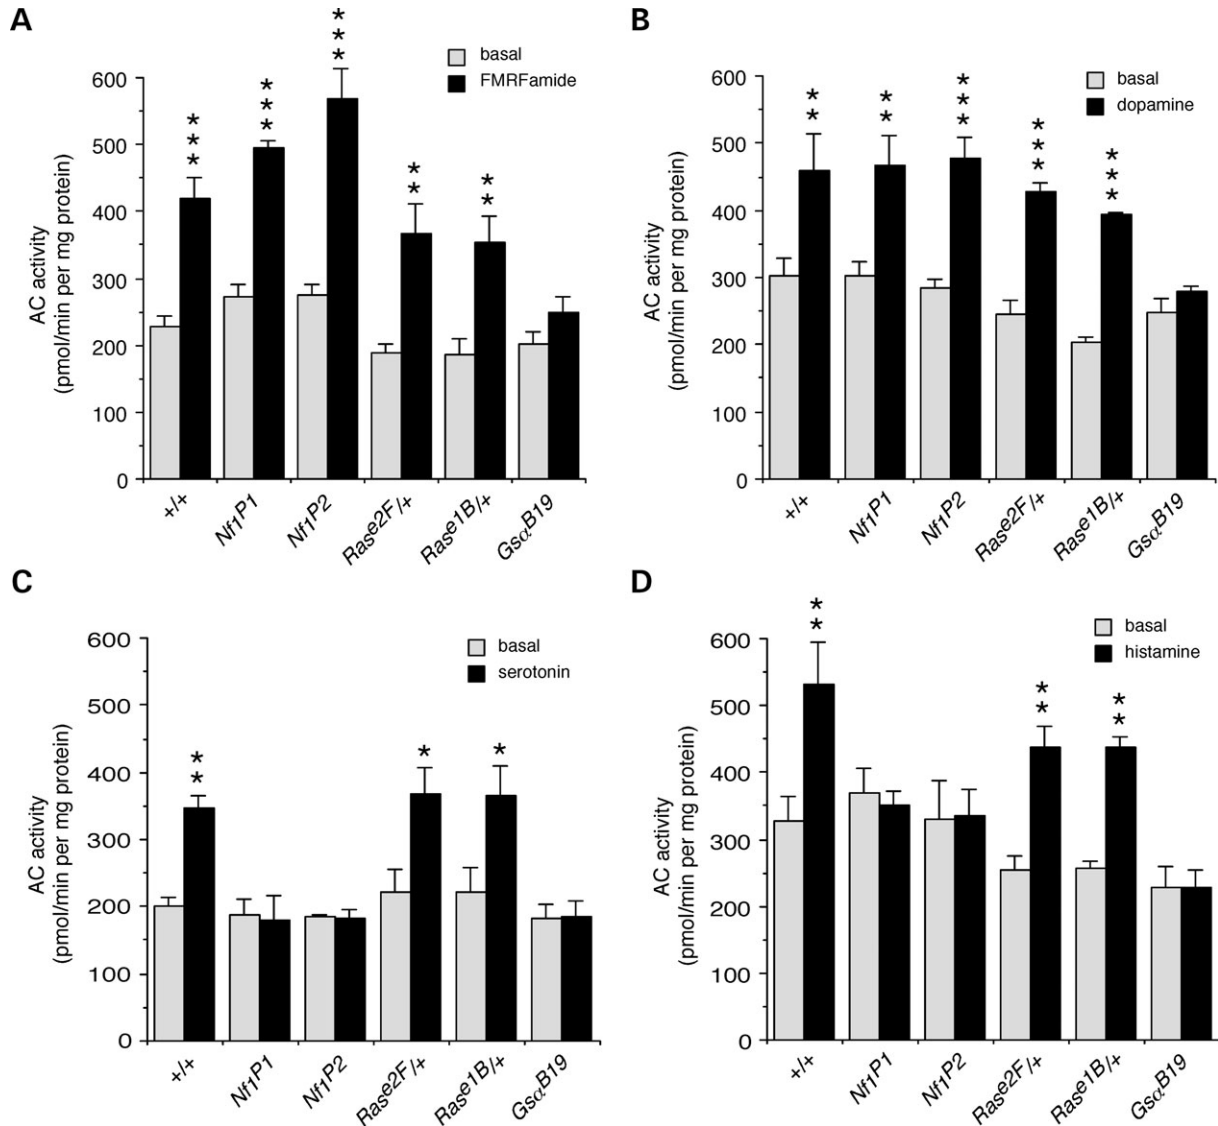 A
basal
FMRFamide
***
***
***
**
**
AC activity
(pmol/min per mg protein)
600
500
400
300
200
100
0
+/+
Nf1P1
Nf1P2
Rase2F/+
Rase1B/+
GsαB19
B
basal
dopamine
**
**
***
***
***
AC activity
(pmol/min per mg protein)
600
500
400
300
200
100
0
+/+
Nf1P1
Nf1P2
Rase2F/+
Rase1B/+
GsαB19
C
basal
serotonin
**
*
*
AC activity
(pmol/min per mg protein)
600
500
400
300
200
100
0
+/+
Nf1P1
Nf1P2
Rase2F/+
Rase1B/+
GsαB19
D
basal
histamine
**
**
**
AC activity
(pmol/min per mg protein)
600
500
400
300
200
100
0
+/+
Nf1P1
Nf1P2
Rase2F/+
Rase1B/+
GsαB19